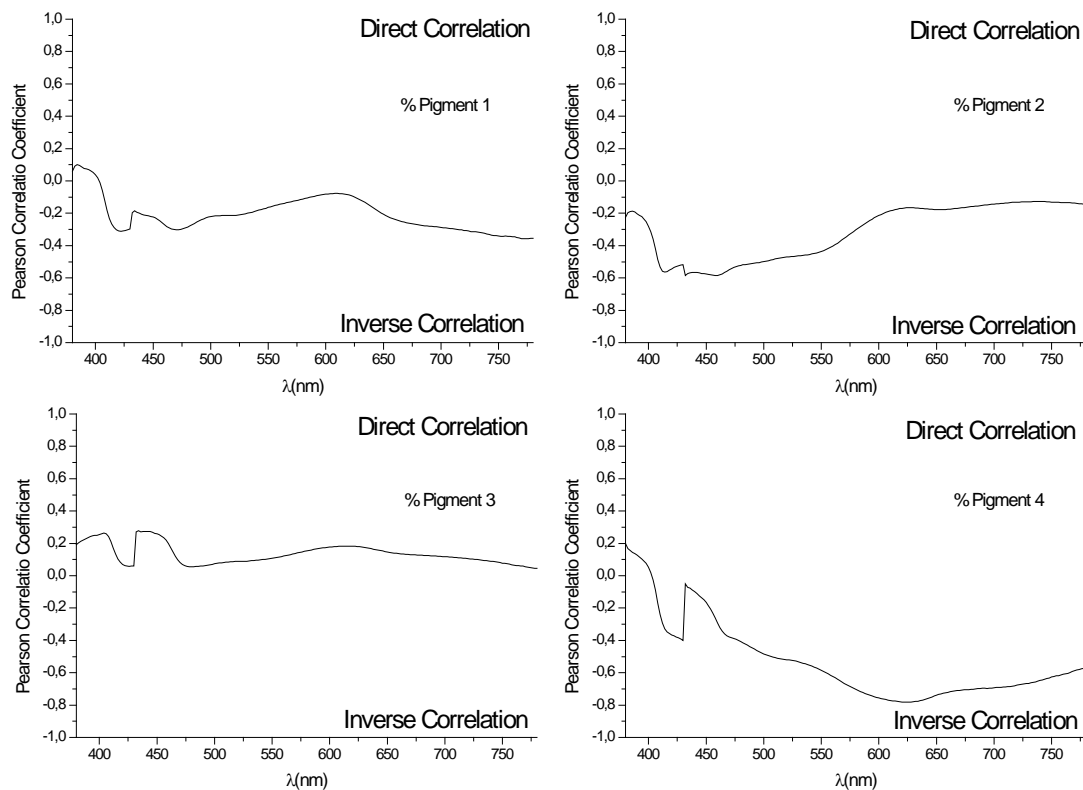 1,0
0,8
0,6
0,4
0,2
0,0
-0,2
-0,4
-0,6
-0,8
-1,0
Pearson Correlatio Coefficient
Direct Correlation
% Pigment 1
Inverse Correlation
400 450 500 550 600 650 700 750
λ(nm)
1,0
0,8
0,6
0,4
0,2
0,0
-0,2
-0,4
-0,6
-0,8
-1,0
Pearson Correlatio Coefficient
Direct Correlation
% Pigment 2
Inverse Correlation
400 450 500 550 600 650 700 750
λ(nm)
1,0
0,8
0,6
0,4
0,2
0,0
-0,2
-0,4
-0,6
-0,8
-1,0
Pearson Correlatio Coefficient
Direct Correlation
% Pigment 3
Inverse Correlation
400 450 500 550 600 650 700 750
λ(nm)
1,0
0,8
0,6
0,4
0,2
0,0
-0,2
-0,4
-0,6
-0,8
-1,0
Pearson Correlatio Coefficient
Direct Correlation
% Pigment 4
Inverse Correlation
400 450 500 550 600 650 700 750
λ(nm)